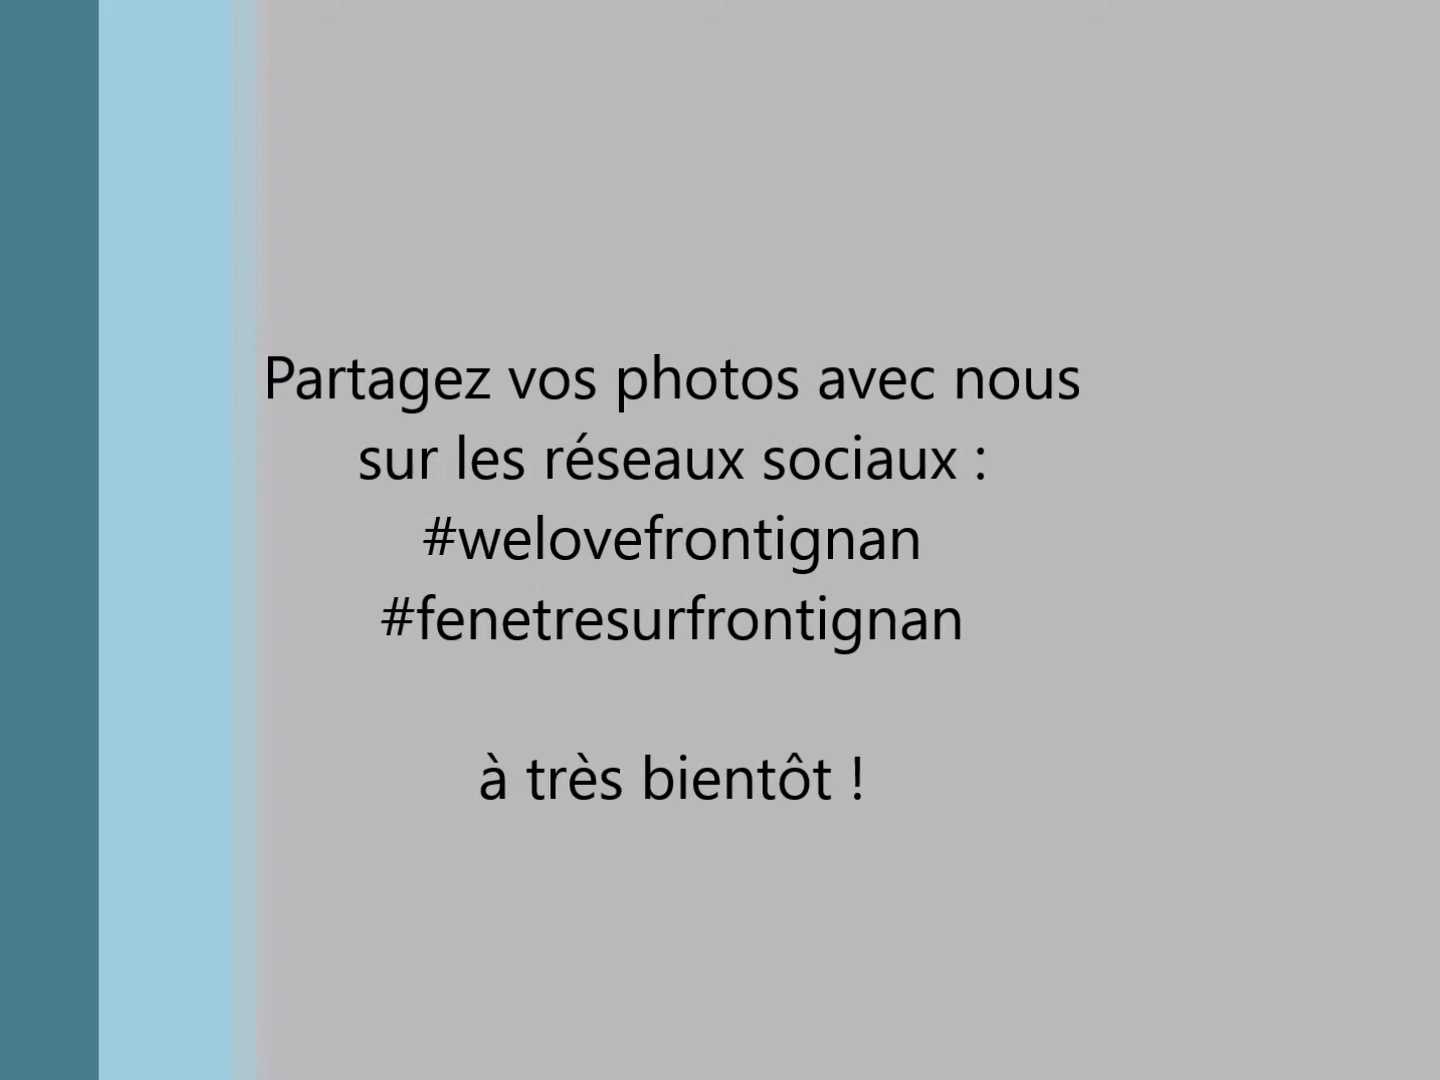 Partagez vos photos avec nous
sur les réseaux sociaux :
#welovefrontignan
#fenetresurfrontignan
à très bientôt !